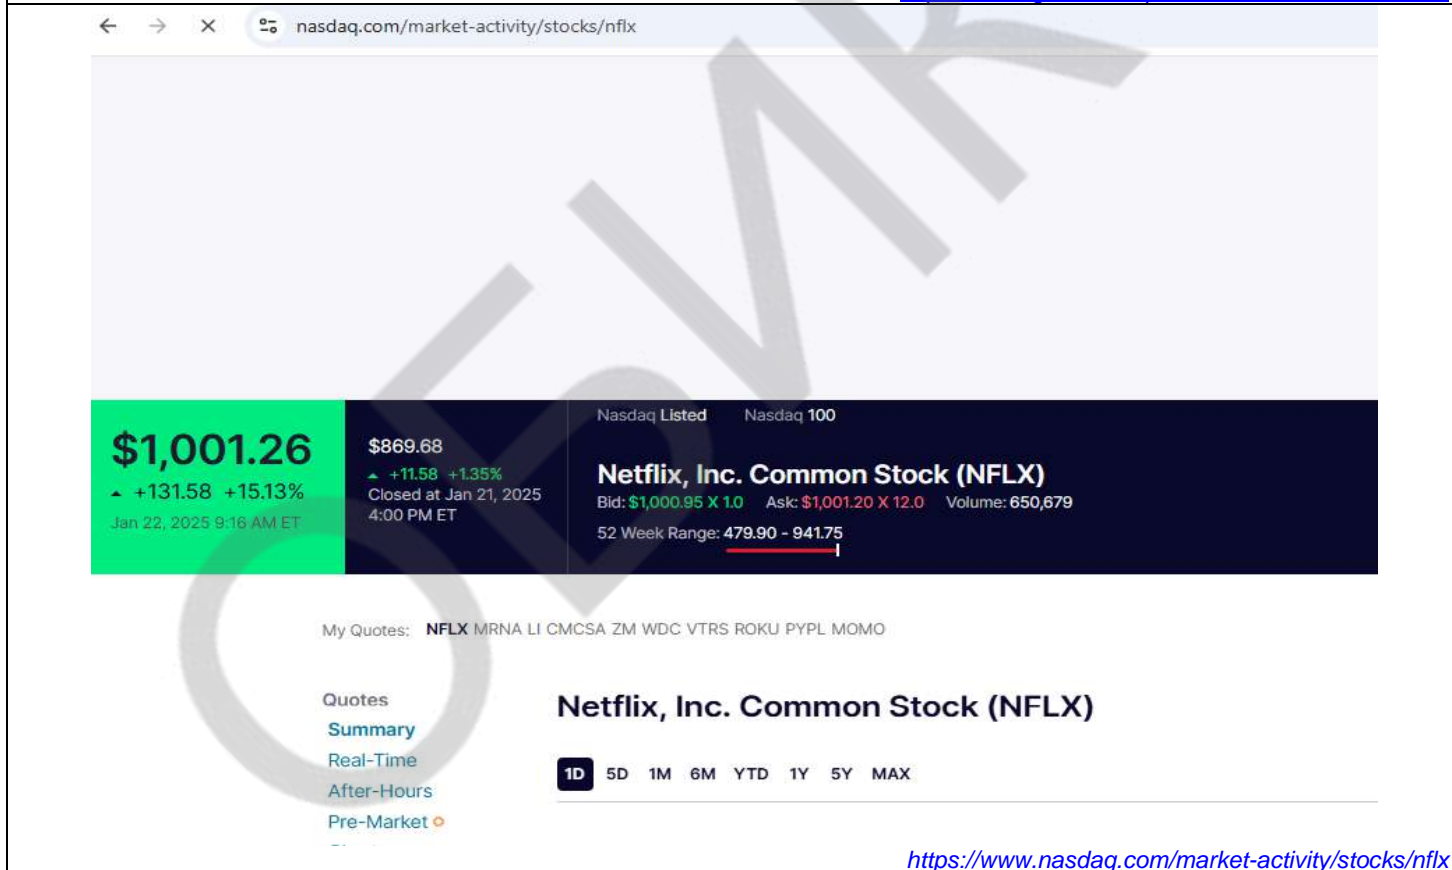 nasdaq.com/market-activity/stocks/nflx
$1,001.26
+131.58 +15.13%
Jan 22, 2025 9:16 AM ET
$869.68
+11.58 +1.35%
Closed at Jan 21, 2025
4:00 PM ET
Nasdaq Listed Nasdaq 100
Netflix, Inc. Common Stock (NFLX)
Bid: $1,000.95 X 1.0 Ask: $1,001.20 X 12.0 Volume: 650,679
52 Week Range: 479.90 - 941.75
My Quotes: NFLX MRNA LI CMCSA ZM WDC VTRS ROKU PYPL MOMO
Quotes
Summary
Real-Time
After-Hours
Pre-Market
Netflix, Inc. Common Stock (NFLX)
1D 5D 1M 6M YTD 1Y 5Y MAX
https://www.nasdaq.com/market-activity/stocks/nflx